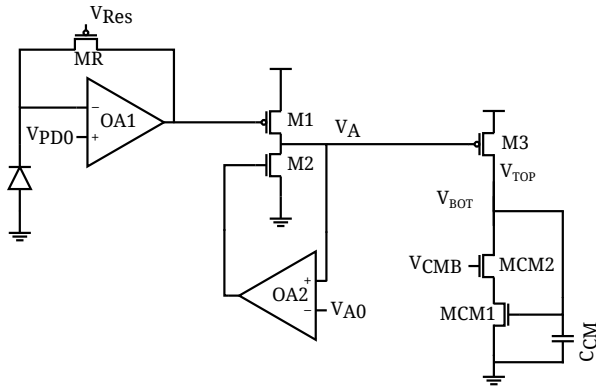 VRes
MR
−
OA1
VPD0
+
M1
VA
M2
M3
VTOP
VBOT
VCMB
MCM2
+
OA2
−
VA0
MCM1
CCM